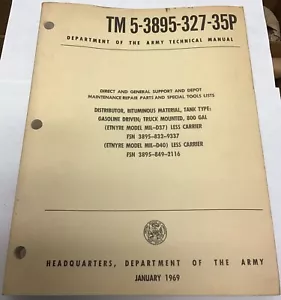 TM 5-3895-327-35P
DEPARTMENT OF THE ARMY TECHNICAL MANUAL
DIRECT AND GENERAL SUPPORT AND DEPOT
MAINTENANCE REPAIR PARTS AND SPECIAL TOOLS LISTS
DISTRIBUTOR, BITUMINOUS MATERIAL, TANK TYPE:
GASOLINE DRIVEN; TRUCK MOUNTED, 800 GAL
(ETNYRE MODEL MIL-D57) LESS CARRIER
FSN 3895-832-9337
(ETNYRE MODEL MIL-D40) LESS CARRIER
FSN 3895-849-2116
HEADQUARTERS, DEPARTMENT OF THE ARMY
JANUARY 1969